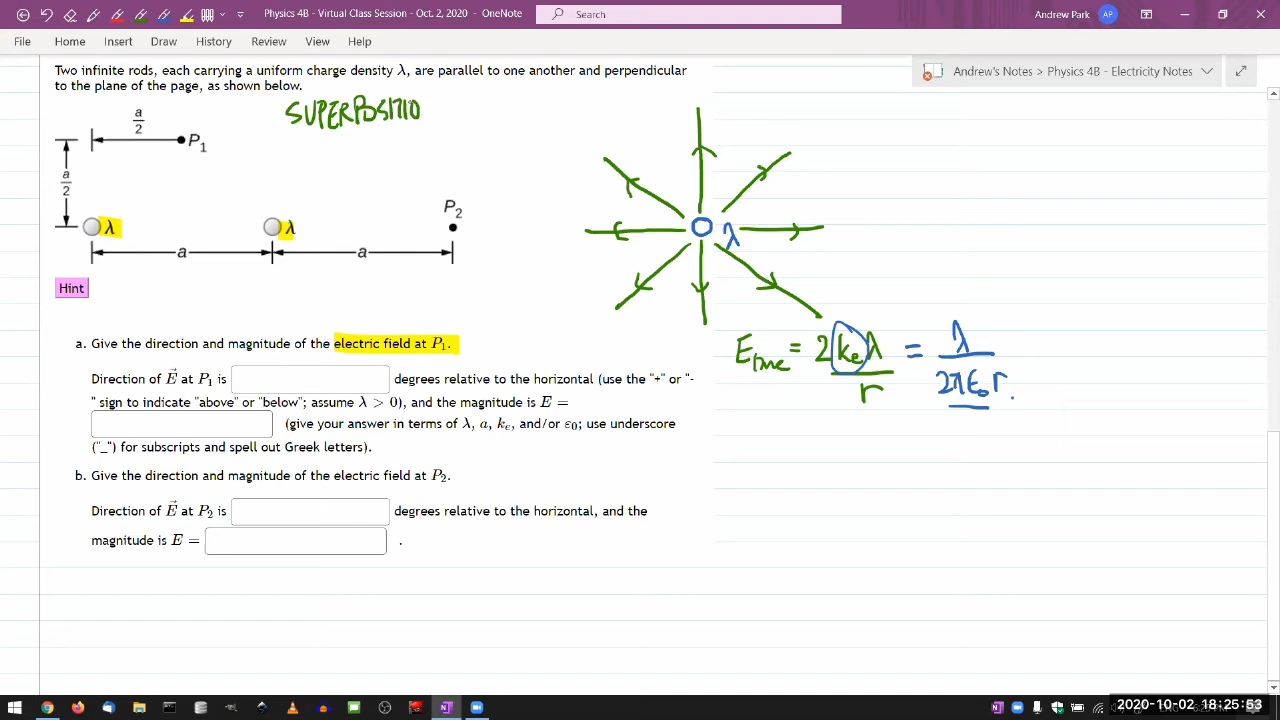 Physics 4B - Virtual Class Session - Oct. 2, 2020 - OneNote
Search
Andrew Park
AP
File Home Insert Draw History Review View Help
Andrew's Notes > Physics 4B - Electricity Notes
Two infinite rods, each carrying a uniform charge density λ, are parallel to one another and perpendicular
to the plane of the page, as shown below.
SUPERPOSITIO
a/2
P₁
a/2
λ
λ
P₂
a
a
λ
Hint
a. Give the direction and magnitude of the electric field at P₁.
Direction of E⃗ at P₁ is degrees relative to the horizontal (use the "+" or "-
" sign to indicate "above" or "below"; assume λ > 0), and the magnitude is E =
(give your answer in terms of λ, a, kₑ, and/or ε₀; use underscore
("_") for subscripts and spell out Greek letters).
b. Give the direction and magnitude of the electric field at P₂.
Direction of E⃗ at P₂ is degrees relative to the horizontal, and the
magnitude is E = .
E line = 2kₑλ/r = λ/2πε₀r.
2020-10-02 18:25:53